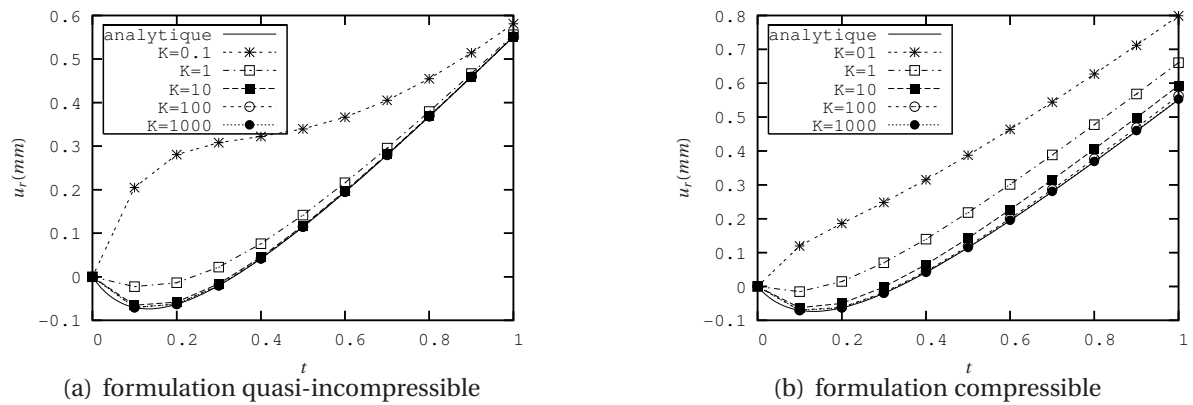 0.6
0.5
0.4
0.3
0.2
0.1
0
−0.1
0 0.2 0.4 0.6 0.8 1
u_r(mm)
t
analytique
K=0.1
K=1
K=10
K=100
K=1000
(a) formulation quasi-incompressible
0.8
0.7
0.6
0.5
0.4
0.3
0.2
0.1
0
−0.1
0 0.2 0.4 0.6 0.8 1
u_r(mm)
t
analytique
K=01
K=1
K=10
K=100
K=1000
(b) formulation compressible